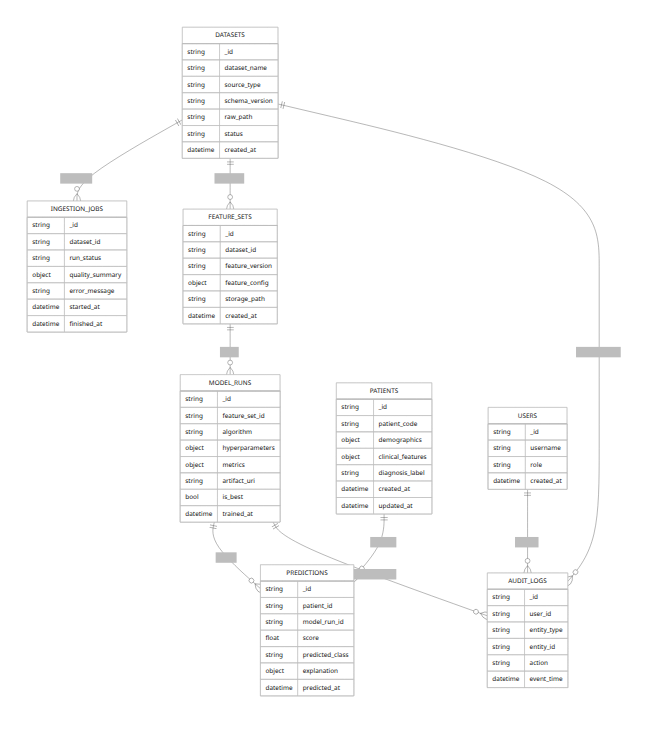 DATASETS
string _id
string dataset_name
string source_type
string schema_version
string raw_path
string status
datetime created_at
INGESTION_JOBS
string _id
string dataset_id
string run_status
object quality_summary
string error_message
datetime started_at
datetime finished_at
FEATURE_SETS
string _id
string dataset_id
string feature_version
object feature_config
string storage_path
datetime created_at
MODEL_RUNS
string _id
string feature_set_id
string algorithm
object hyperparameters
object metrics
string artifact_uri
bool is_best
datetime trained_at
PATIENTS
string _id
string patient_code
object demographics
object clinical_features
string diagnosis_label
datetime created_at
datetime updated_at
USERS
string _id
string username
string role
datetime created_at
PREDICTIONS
string _id
string patient_id
string model_run_id
float score
string predicted_class
object explanation
datetime predicted_at
AUDIT_LOGS
string _id
string user_id
string entity_type
string entity_id
string action
datetime event_time